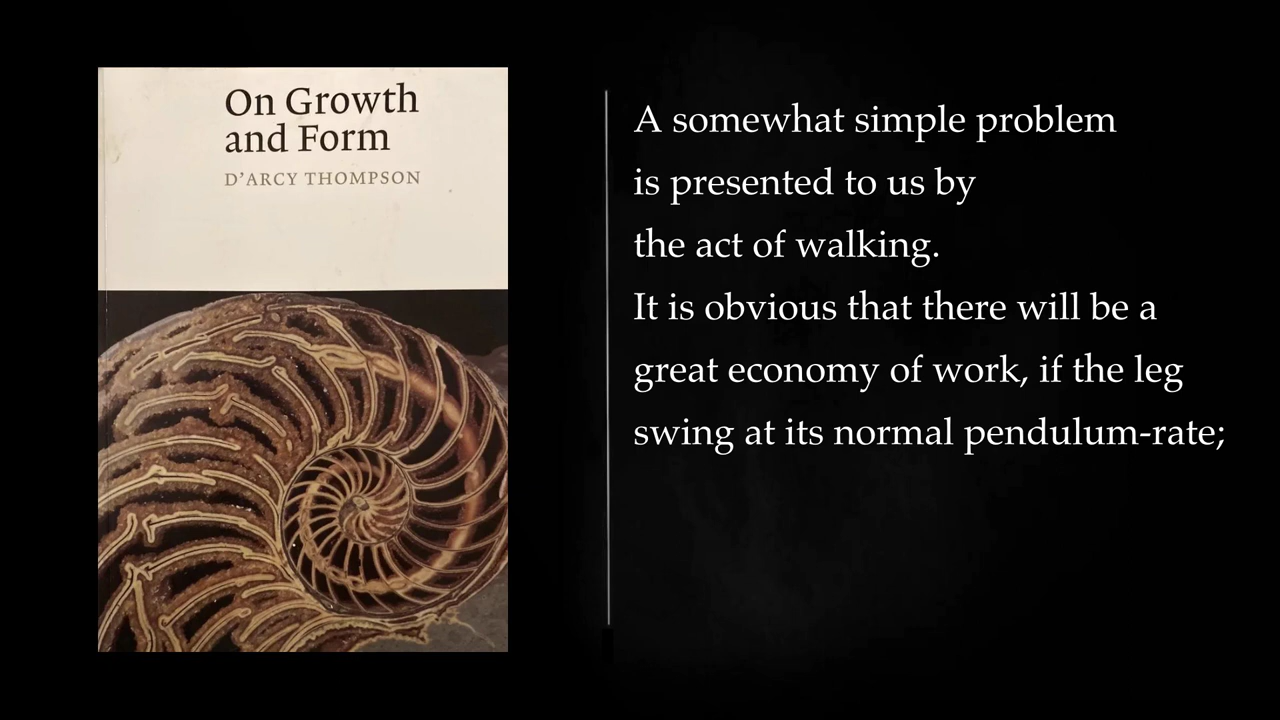 On Growth
and Form
D'ARCY THOMPSON
A somewhat simple problem
is presented to us by
the act of walking.
It is obvious that there will be a
great economy of work, if the leg
swing at its normal pendulum-rate;